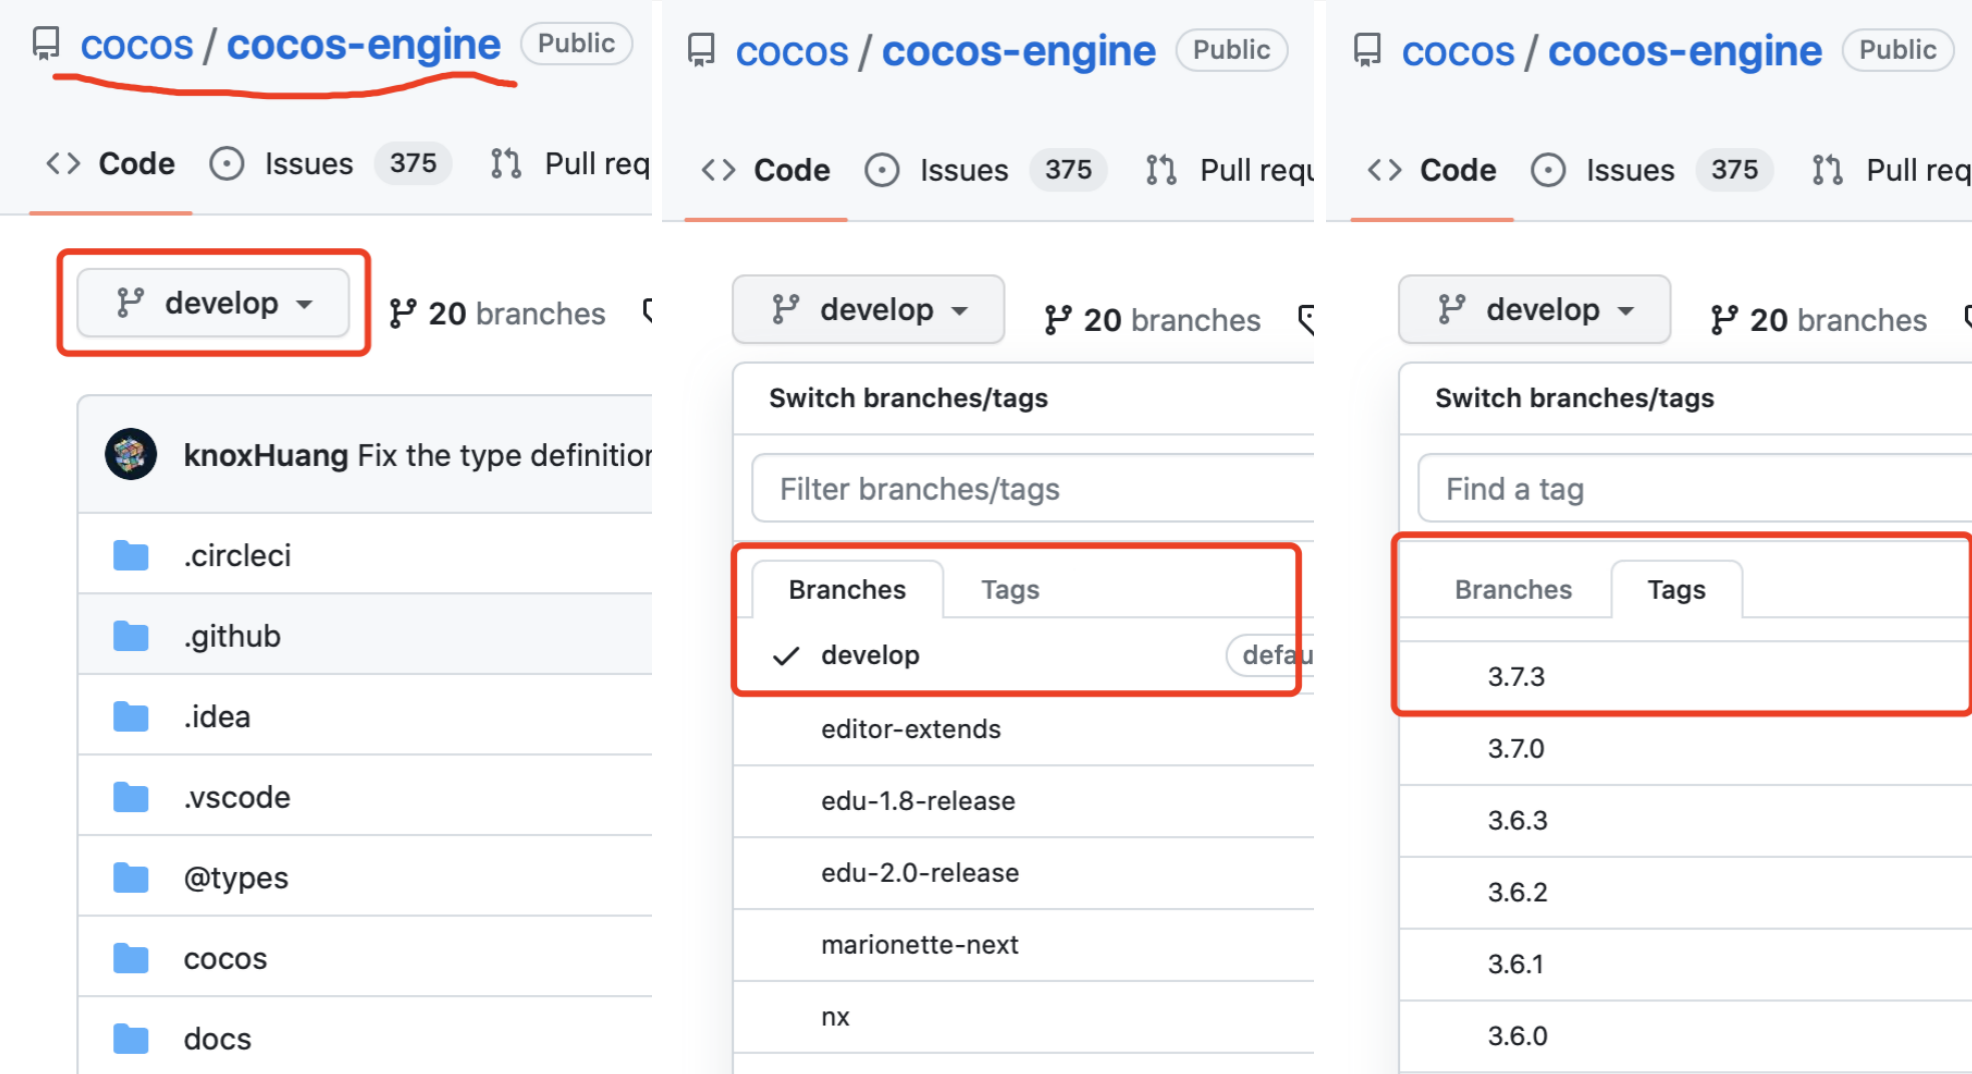 cocos / cocos-engine Public
Code Issues 375 Pull req
develop 20 branches
knoxHuang Fix the type definition
.circleci
.github
.idea
.vscode
@types
cocos
docs
cocos / cocos-engine Public
Code Issues 375 Pull requ
develop 20 branches
Switch branches/tags
Filter branches/tags
Branches Tags
develop defau
editor-extends
edu-1.8-release
edu-2.0-release
marionette-next
nx
cocos / cocos-engine Public
Code Issues 375 Pull req
develop 20 branches
Switch branches/tags
Find a tag
Branches Tags
3.7.3
3.7.0
3.6.3
3.6.2
3.6.1
3.6.0